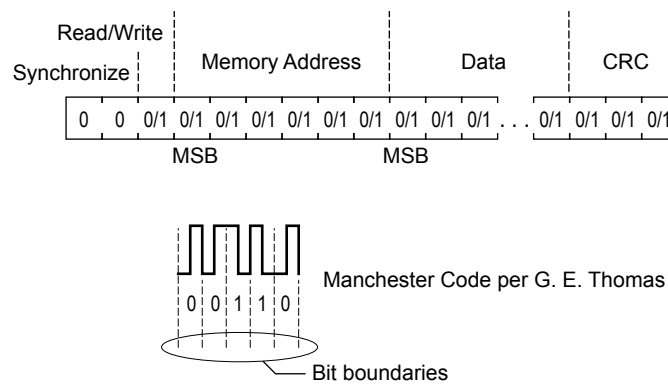 Read/Write
Synchronize
Memory Address
Data
CRC
0 0 0/1 0/1 0/1 0/1 0/1 0/1 0/1 0/1 0/1 0/1 . . . 0/1 0/1 0/1 0/1
MSB MSB
Manchester Code per G. E. Thomas
0 0 1 1 0
Bit boundaries